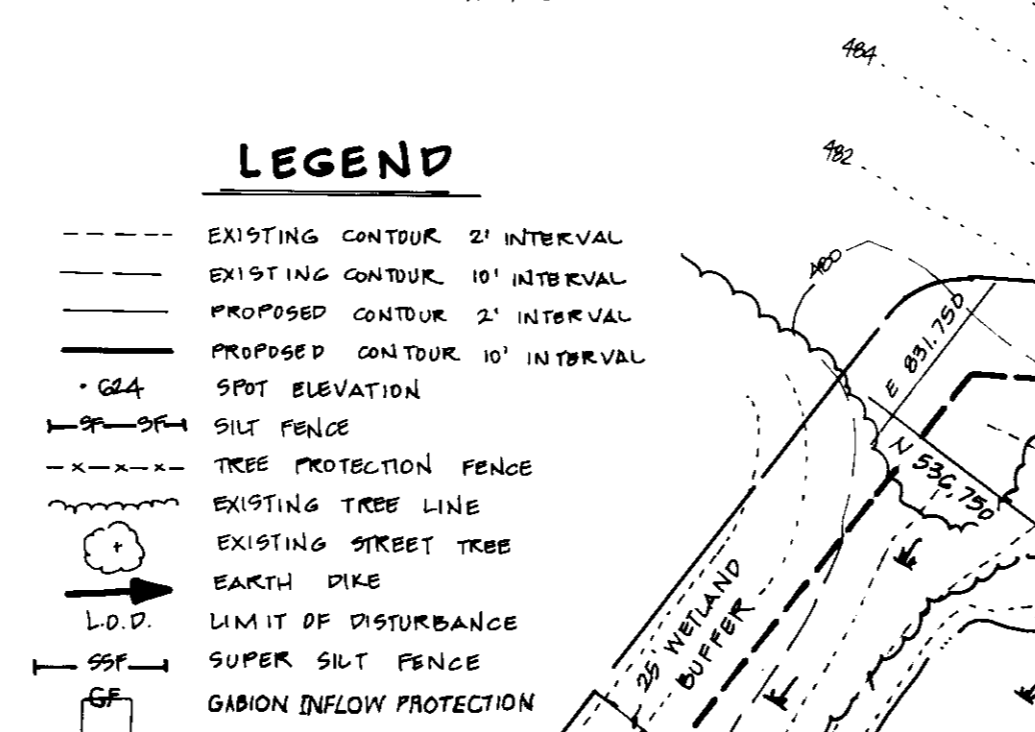 LEGEND
EXISTING CONTOUR 2' INTERVAL
EXISTING CONTOUR 10' INTERVAL
PROPOSED CONTOUR 2' INTERVAL
PROPOSED CONTOUR 10' INTERVAL
• 624 SPOT ELEVATION
SF SF SILT FENCE
x x x TREE PROTECTION FENCE
EXISTING TREE LINE
EXISTING STREET TREE
EARTH DIKE
L.O.D. LIMIT OF DISTURBANCE
SSF SUPER SILT FENCE
GF GABION INFLOW PROTECTION
484
482
480
E 831,750
N 536,750
25' WETLAND
BUFFER